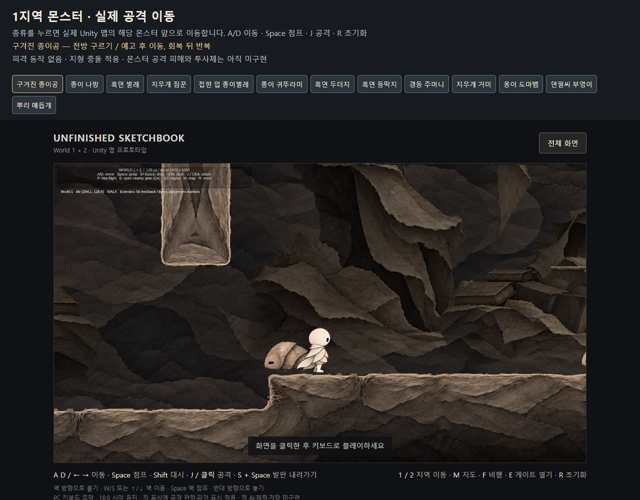 1지역 몬스터 · 실제 공격 이동
종류를 누르면 실제 Unity 맵의 해당 몬스터 앞으로 이동합니다. A/D 이동 · Space 점프 · J 공격 · R 초기화
구겨진 종이공 — 전방 구르기 / 예고 후 이동, 회복 뒤 반복
피격 동작 없음 · 지형 충돌 적용 · 몬스터 공격 피해와 투사체는 아직 미구현
구겨진 종이공 종이 나방 흑연 벌레 지우개 짐꾼 접힌 입 종이벌레 종이 귀뚜라미 흑연 두더지 흑연 등딱지 경등 주머니 지우개 거미 옹이 도마뱀 연필씨 부엉이
뿌리 매듭개
UNFINISHED SKETCHBOOK
World 1 + 2 · Unity 맵 프로토타입
전체 화면
화면을 클릭한 후 키보드로 플레이하세요
A D / ← → 이동 · Space 점프 · Shift 대시 · J / 클릭 공격 · S + Space 발판 내려가기
1 / 2 지역 이동 · M 지도 · F 비행 · E 게이트 열기 · R 초기화